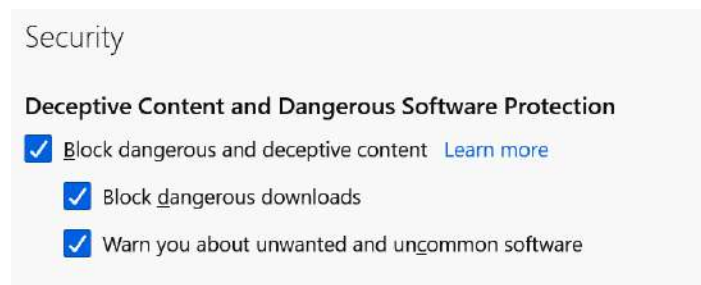 Security
Deceptive Content and Dangerous Software Protection
Block dangerous and deceptive content Learn more
Block dangerous downloads
Warn you about unwanted and uncommon software